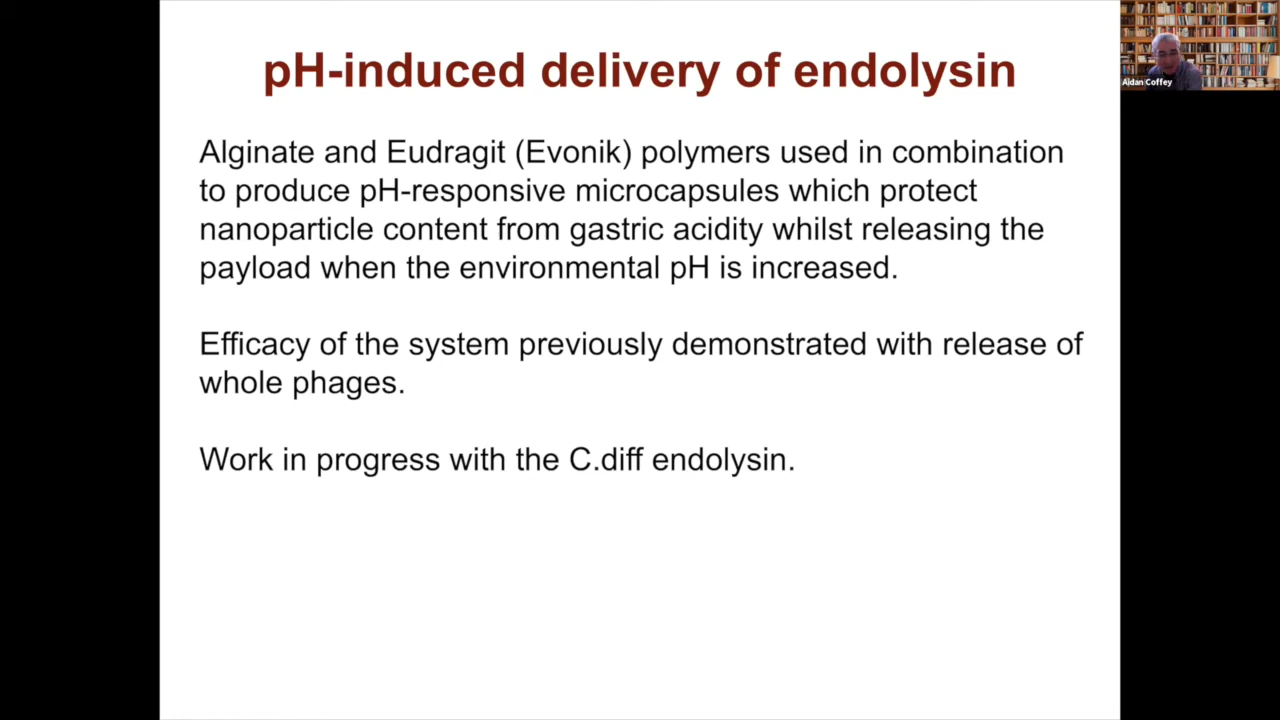 pH-induced delivery of endolysin
Aidan Coffey
Alginate and Eudragit (Evonik) polymers used in combination
to produce pH-responsive microcapsules which protect
nanoparticle content from gastric acidity whilst releasing the
payload when the environmental pH is increased.
Efficacy of the system previously demonstrated with release of
whole phages.
Work in progress with the C.diff endolysin.